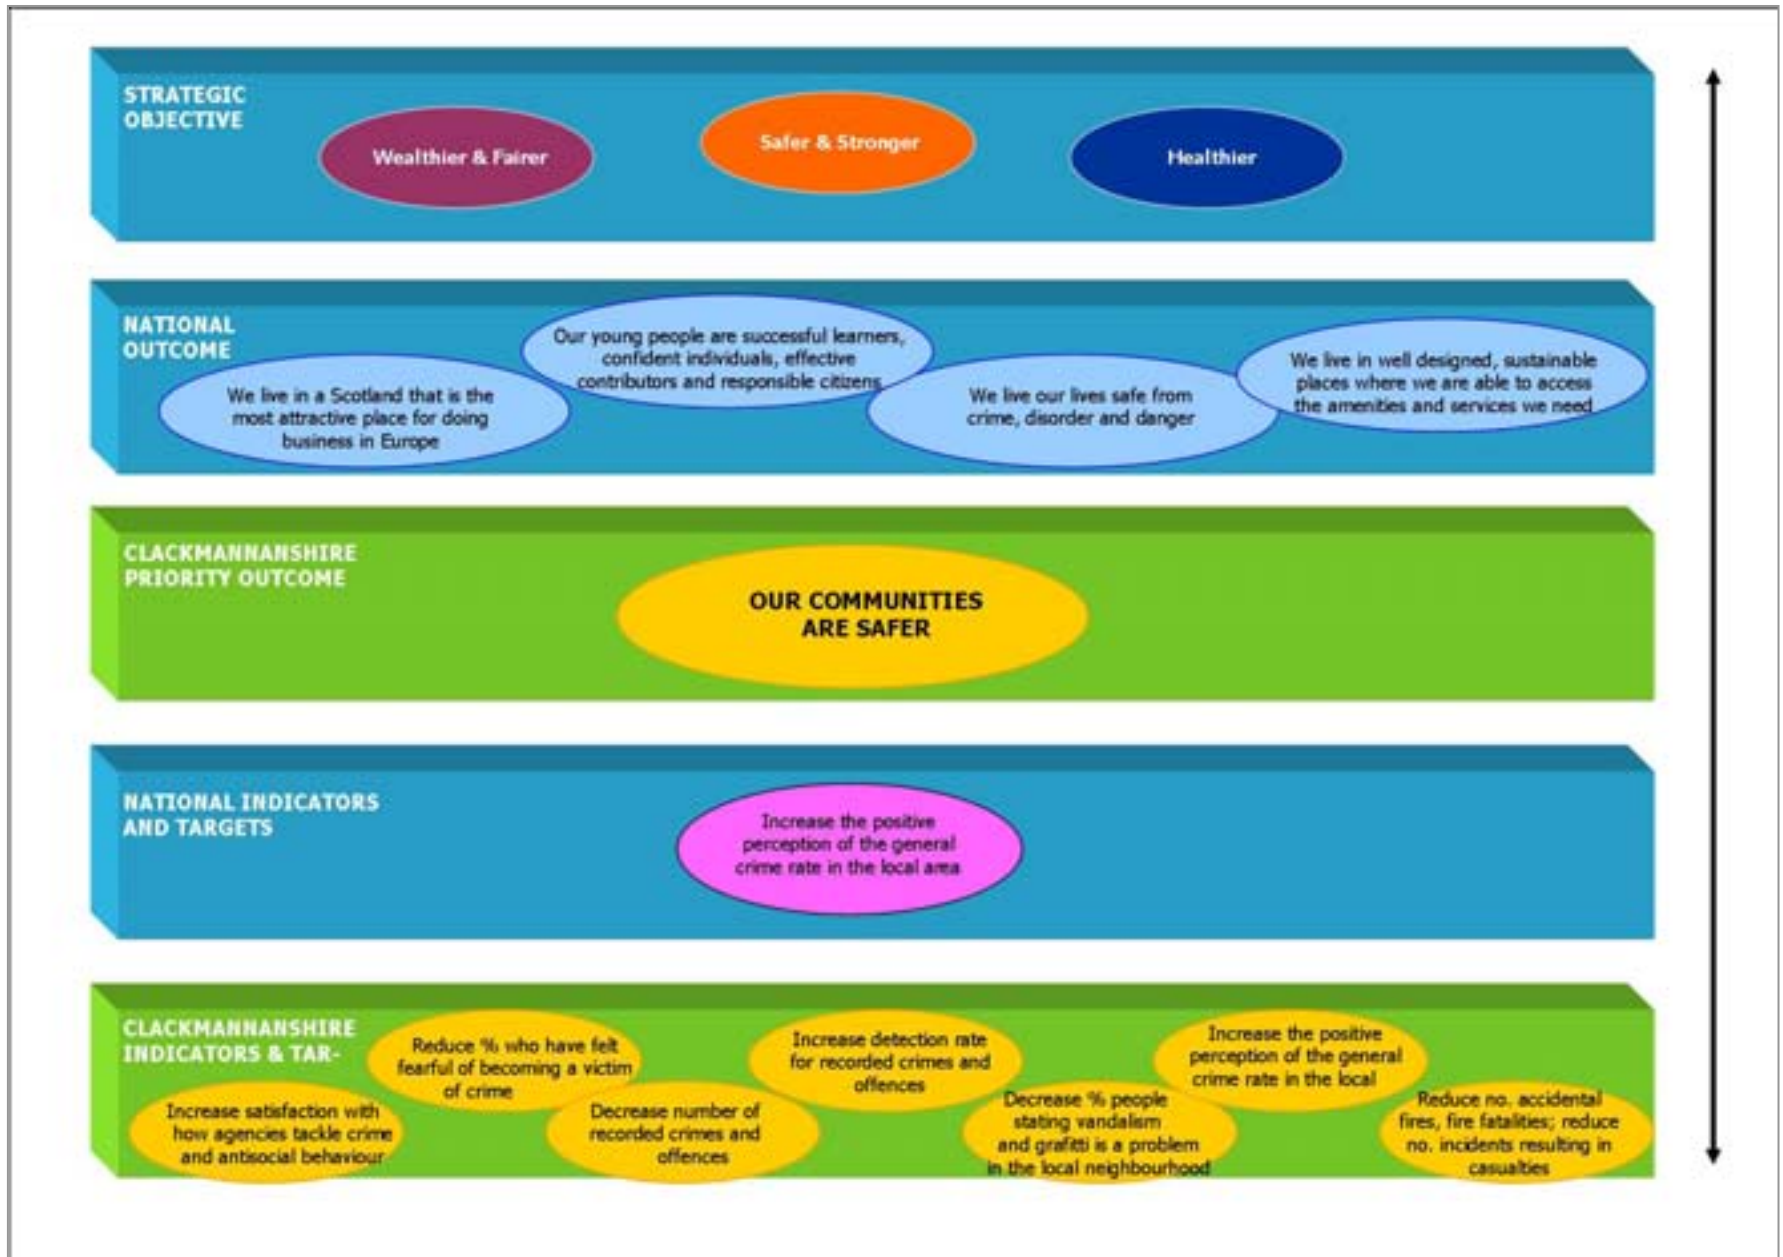 STRATEGIC
OBJECTIVE
Wealthier & Fairer
Safer & Stronger
Healthier
NATIONAL
OUTCOME
We live in a Scotland that is the
most attractive place for doing
business in Europe
Our young people are successful learners,
confident individuals, effective
contributors and responsible citizens
We live our lives safe from
crime, disorder and danger
We live in well designed, sustainable
places where we are able to access
the amenities and services we need
CLACKMANNANSHIRE
PRIORITY OUTCOME
OUR COMMUNITIES
ARE SAFER
NATIONAL INDICATORS
AND TARGETS
Increase the positive
perception of the general
crime rate in the local area
CLACKMANNANSHIRE
INDICATORS & TAR-
Increase satisfaction with
how agencies tackle crime
and antisocial behaviour
Reduce % who have felt
fearful of becoming a victim
of crime
Decrease number of
recorded crimes and
offences
Increase detection rate
for recorded crimes and
offences
Decrease % people
stating vandalism
and grafitti is a problem
in the local neighbourhood
Increase the positive
perception of the general
crime rate in the local
Reduce no. accidental
fires, fire fatalities; reduce
no. incidents resulting in
casualties